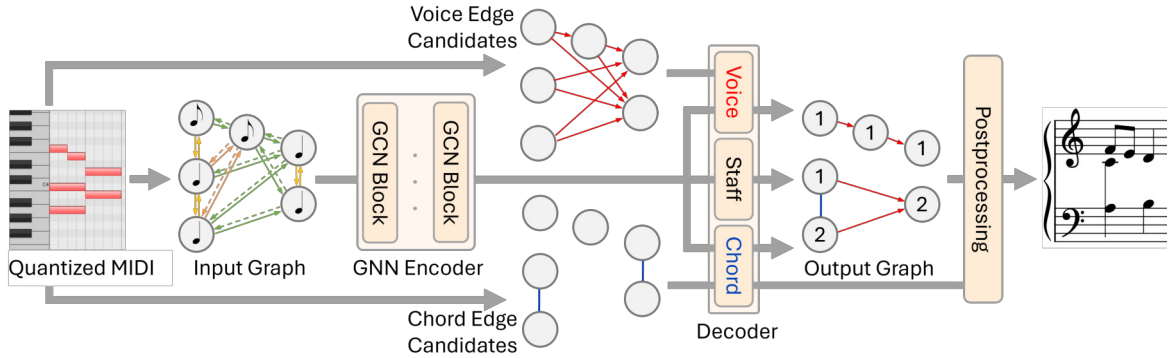 Voice Edge
Candidates
Quantized MIDI
C4
Input Graph
GCN Block
GCN Block
GNN Encoder
Chord Edge
Candidates
Voice
Staff
Chord
Decoder
1
1
1
1
2
2
Output Graph
Postprocessing